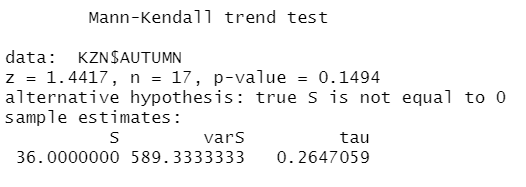 Mann-Kendall trend test
data:  KZN$AUTUMN
z = 1.4417, n = 17, p-value = 0.1494
alternative hypothesis: true S is not equal to 0
sample estimates:
S        varS         tau
36.0000000 589.3333333   0.2647059